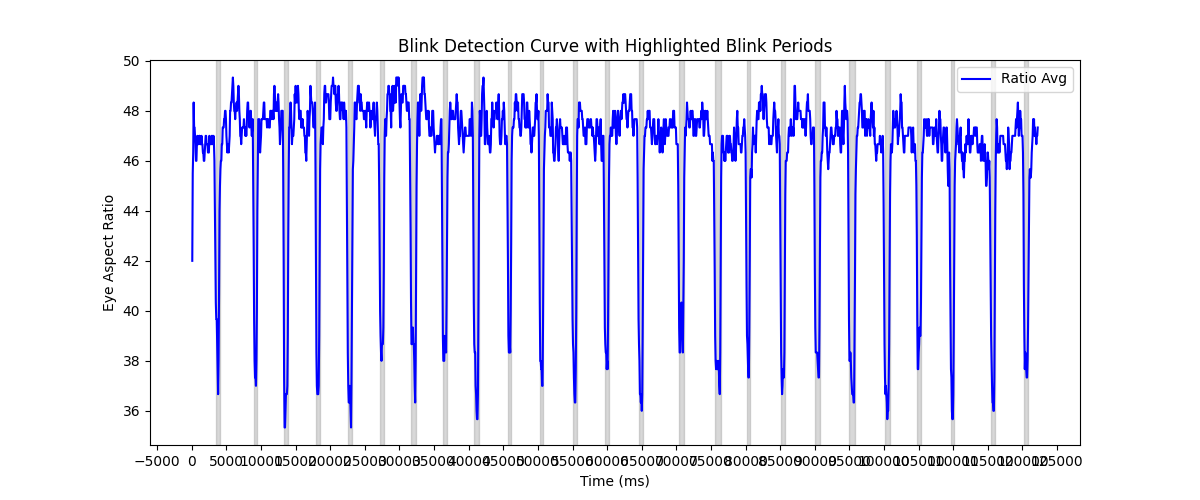 Blink Detection Curve with Highlighted Blink Periods
Ratio Avg
50
48
46
44
42
40
38
36
Eye Aspect Ratio
−5000 0 5000 10000 15000 20000 25000 30000 35000 40000 45000 50000 55000 60000 65000 70000 75000 80000 85000 90000 95000 100000 105000 110000 115000 120000 125000
Time (ms)